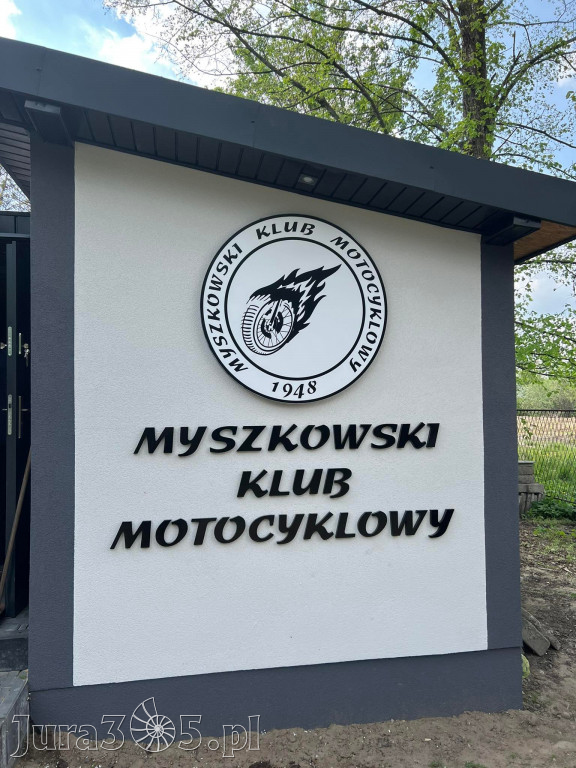 MYSZKOWSKI KLUB MOTOCYKLOWY
1948
MYSZKOWSKI
KLUB
MOTOCYKLOWY
Jura365.pl